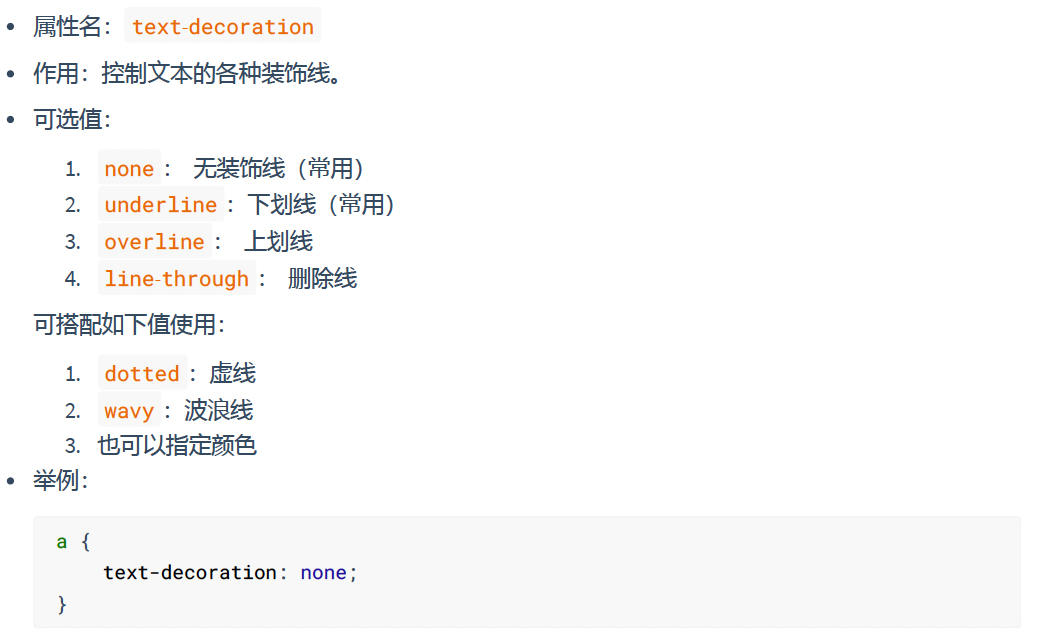 • 属性名：text-decoration
• 作用：控制文本的各种装饰线。
• 可选值：
1. none： 无装饰线（常用）
2. underline：下划线（常用）
3. overline： 上划线
4. line-through： 删除线
可搭配如下值使用：
1. dotted：虚线
2. wavy：波浪线
3. 也可以指定颜色
• 举例：
a {
    text-decoration: none;
}